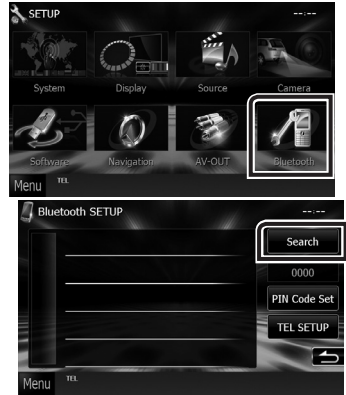 SETUP --:--
System Display Source Camera
Software Navigation AV-OUT Bluetooth
Menu TEL
Bluetooth SETUP --:--
Search
0000
PIN Code Set
TEL SETUP
Menu TEL